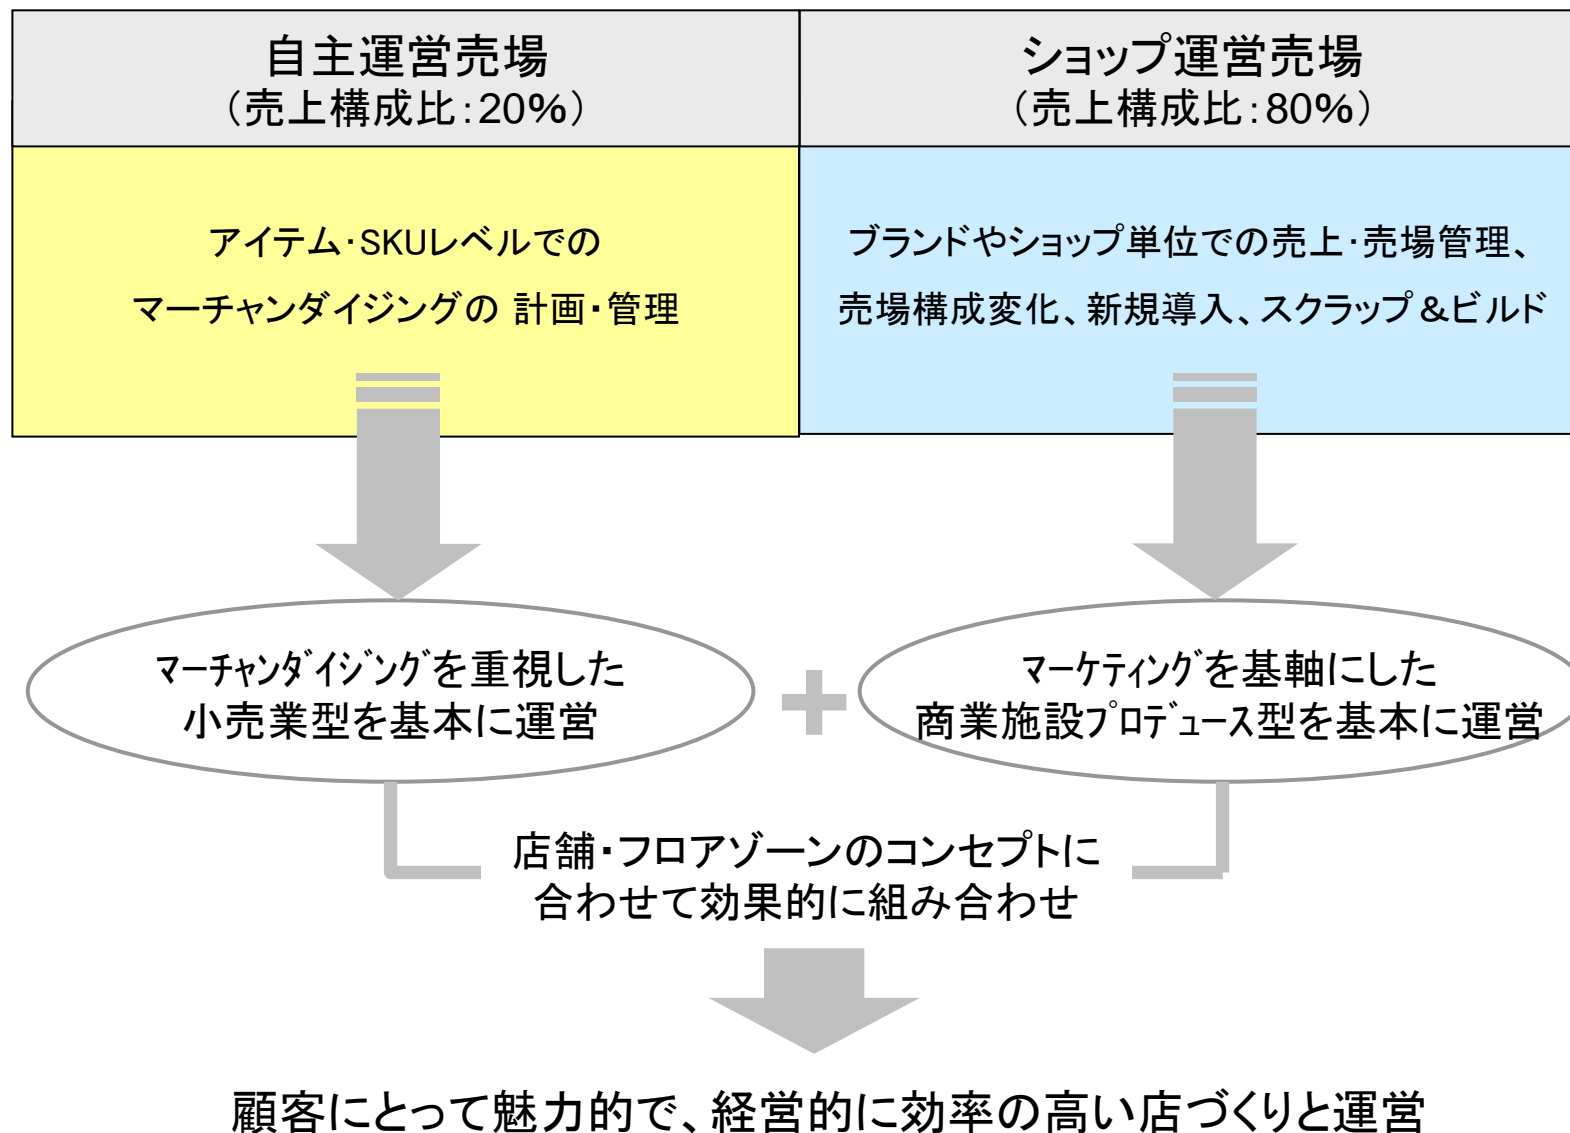 自主運営売場
（売上構成比：20%）
ショップ運営売場
（売上構成比：80%）
アイテム・SKUレベルでの
マーチャンダイジングの 計画・管理
ブランドやショップ単位での売上・売場管理、
売場構成変化、新規導入、スクラップ＆ビルド
ﾏｰﾁｬﾝﾀﾞｲｼﾞﾝｸﾞを重視した
小売業型を基本に運営
ﾏｰｹﾃｨﾝｸﾞを基軸にした
商業施設ﾌﾟﾛﾃﾞｭｰｽ型を基本に運営
店舗・フロアゾーンのコンセプトに
合わせて効果的に組み合わせ
顧客にとって魅力的で、経営的に効率の高い店づくりと運営